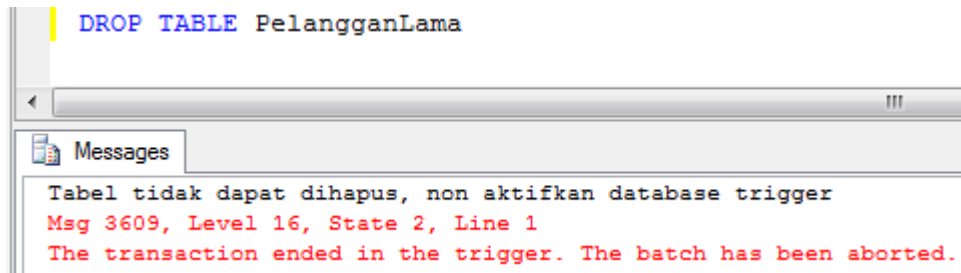 DROP TABLE PelangganLama
Messages
Tabel tidak dapat dihapus, non aktifkan database trigger
Msg 3609, Level 16, State 2, Line 1
The transaction ended in the trigger. The batch has been aborted.